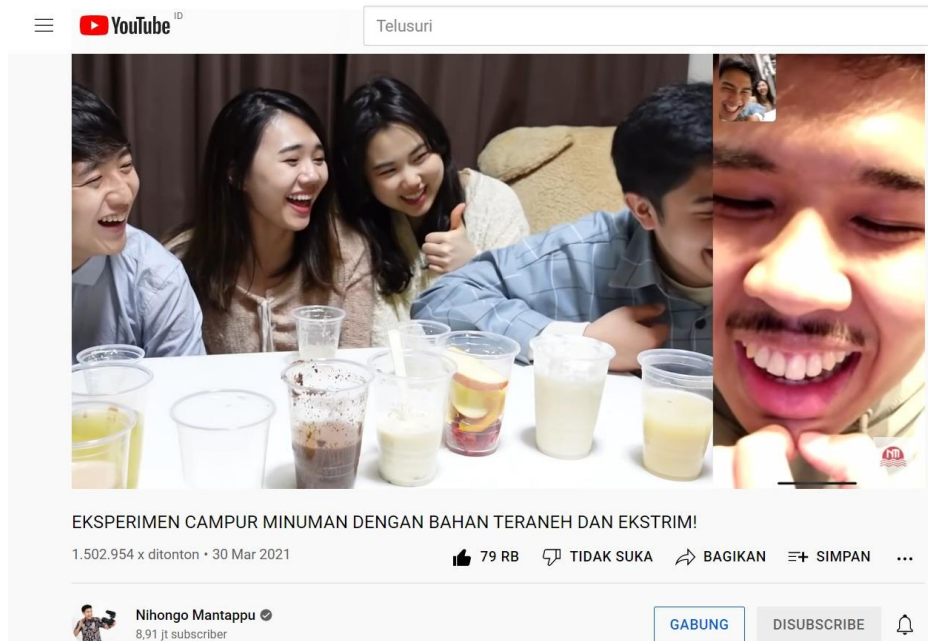 YouTube ID
Telusuri
NTI
EKSPERIMEN CAMPUR MINUMAN DENGAN BAHAN TERANEH DAN EKSTRIM!
1.502.954 x ditonton • 30 Mar 2021
79 RB TIDAK SUKA BAGIKAN SIMPAN
Nihongo Mantappu
8,91 jt subscriber
GABUNG DISUBSCRIBE